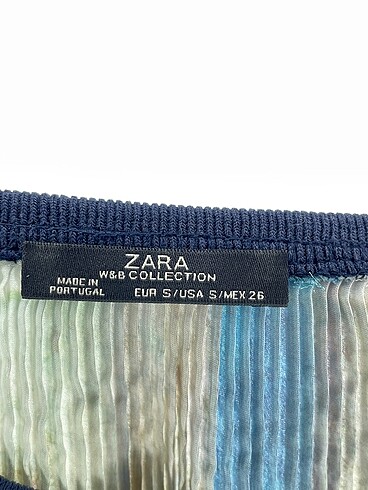 ZARA
W&B COLLECTION
MADE IN
PORTUGAL
EUR S/USA S/MEX 26